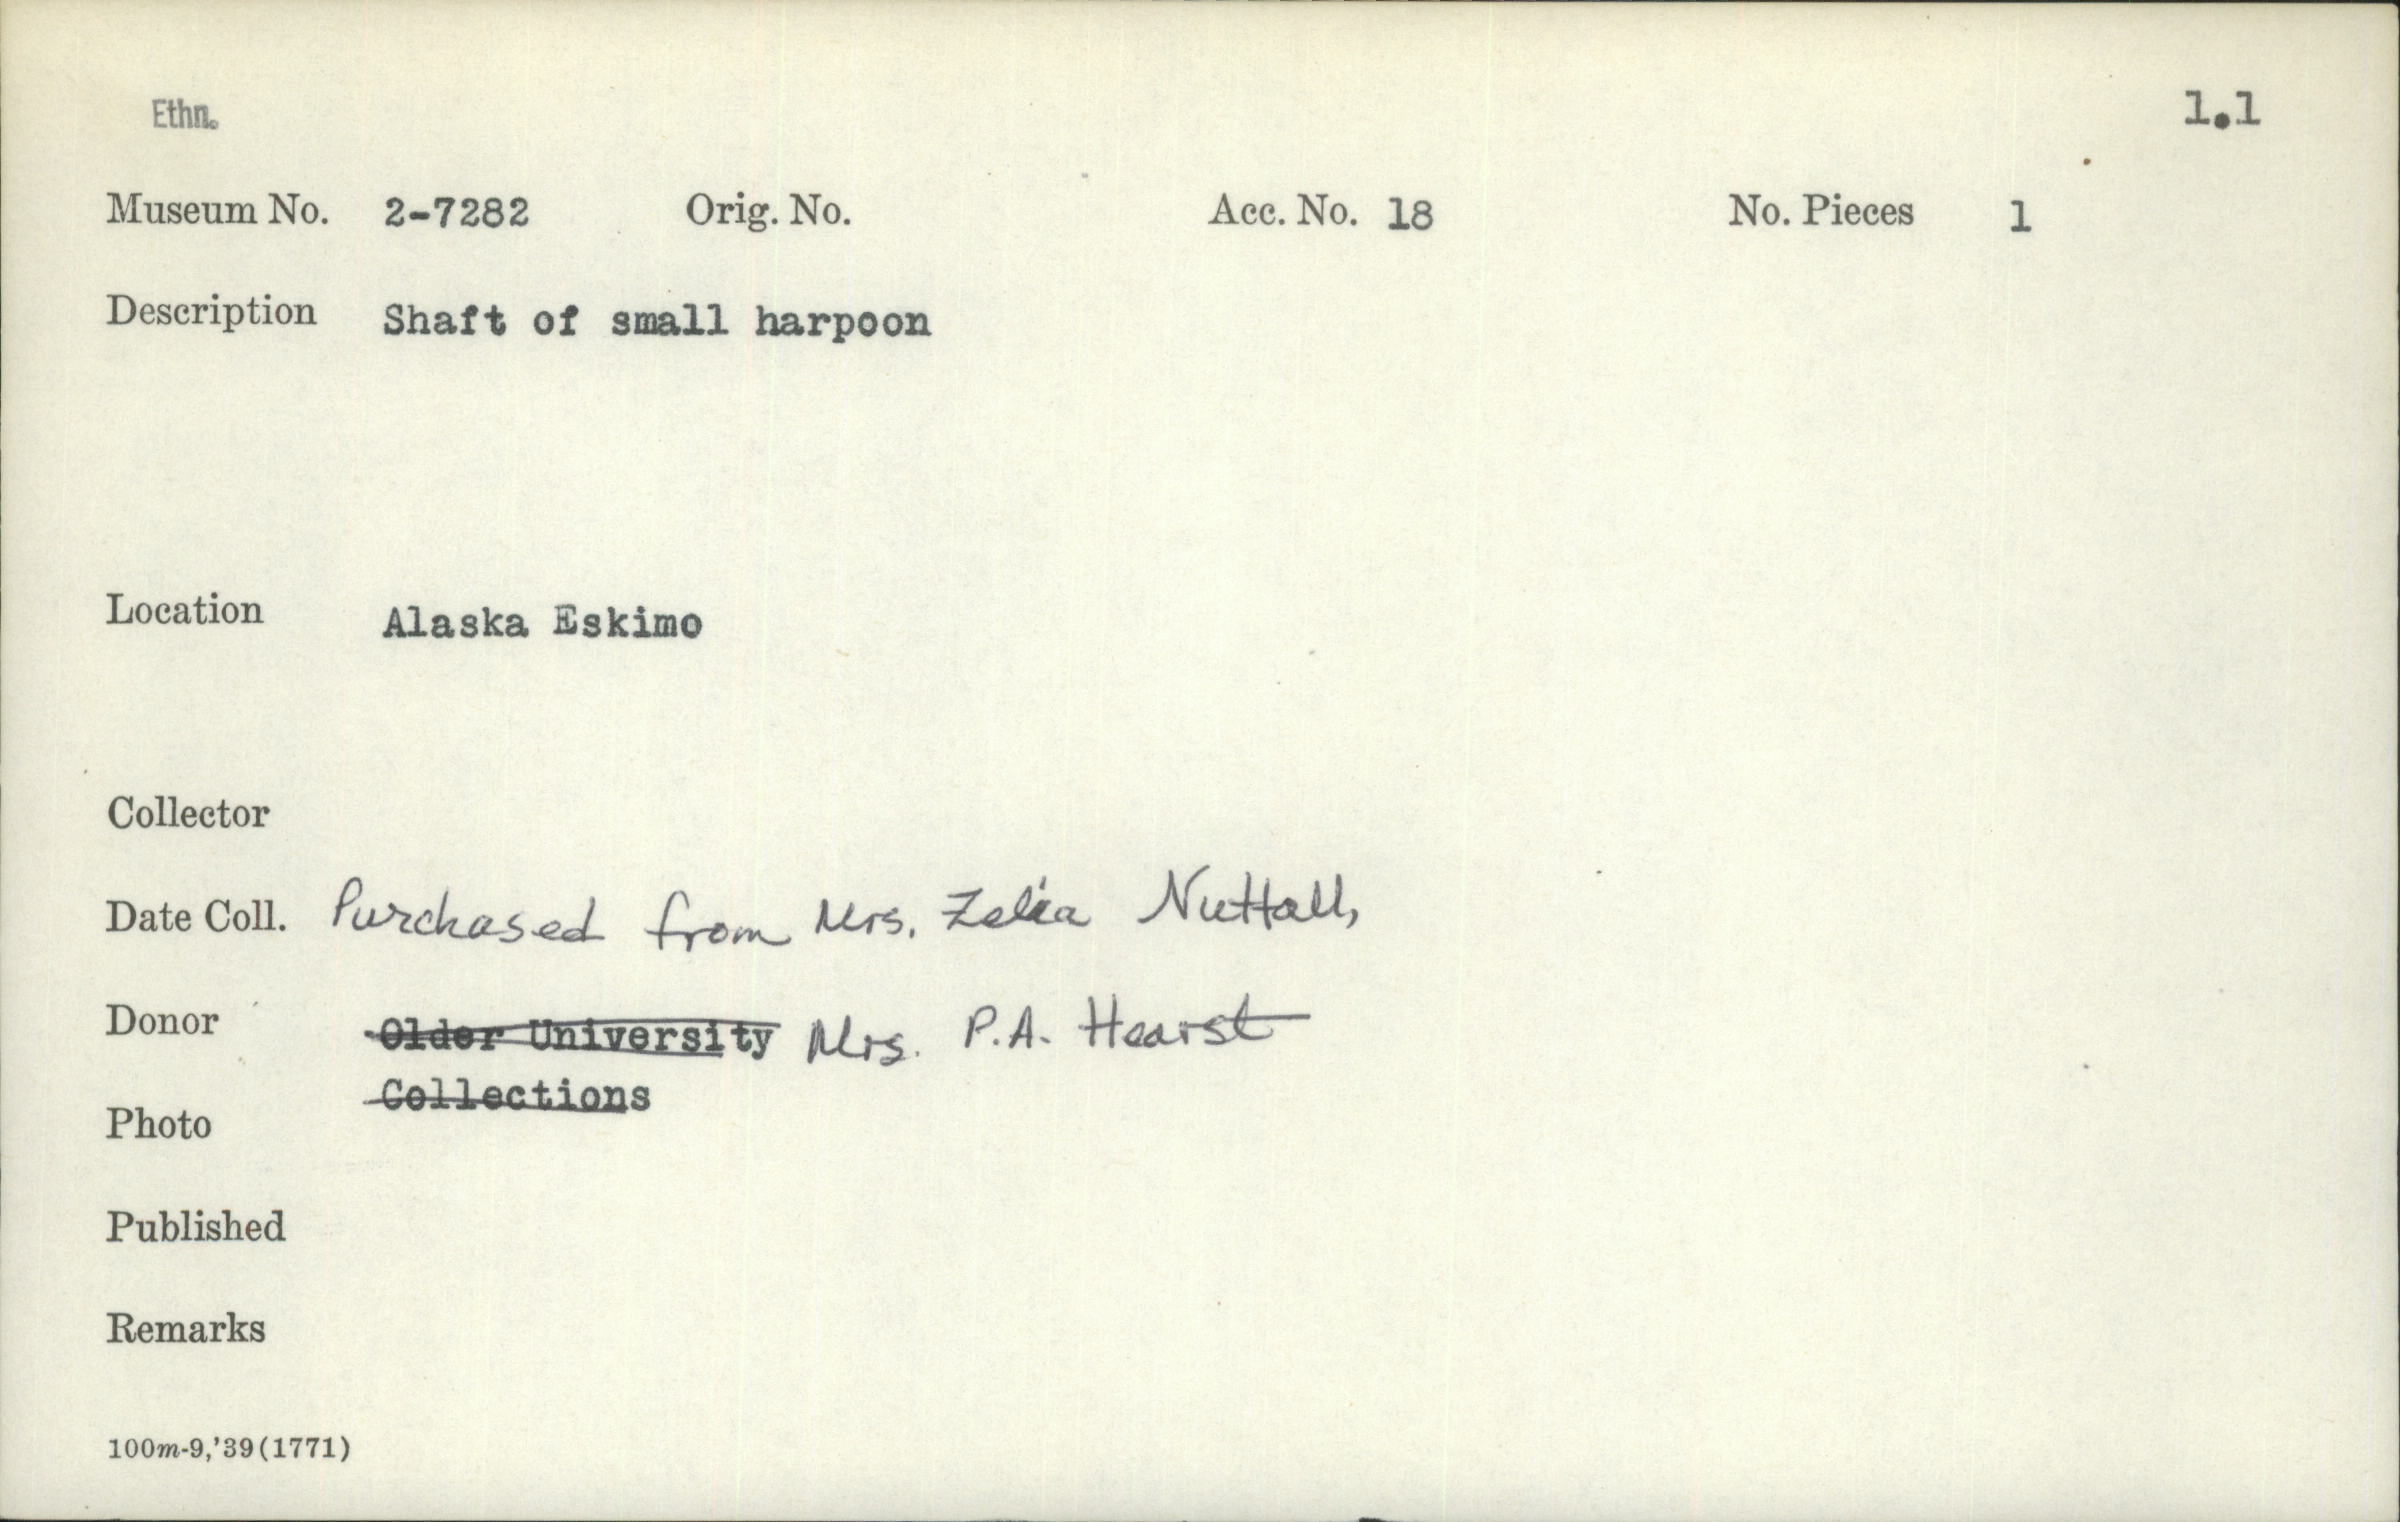 Ethn. 1.1
Museum No. 2-7282 Orig. No. Acc. No. 18 No. Pieces 1
Description Shaft of small harpoon
Location Alaska Eskimo
Collector
Date Coll. Purchased from Mrs. Zelia Nuttall,
Donor Older University Mrs. P.A. Hearst
Collections
Photo
Published
Remarks
100m-9,'39(1771)